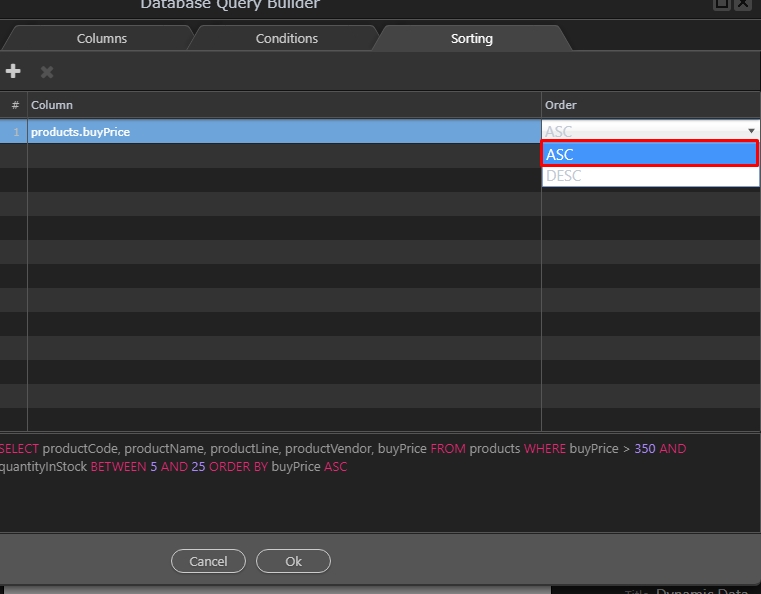 Database Query Builder
Columns
Conditions
Sorting
# Column Order
1 products.buyPrice ASC
ASC
DESC
SELECT productCode, productName, productLine, productVendor, buyPrice FROM products WHERE buyPrice > 350 AND
quantityInStock BETWEEN 5 AND 25 ORDER BY buyPrice ASC
Cancel
Ok
Title Dynamic Data